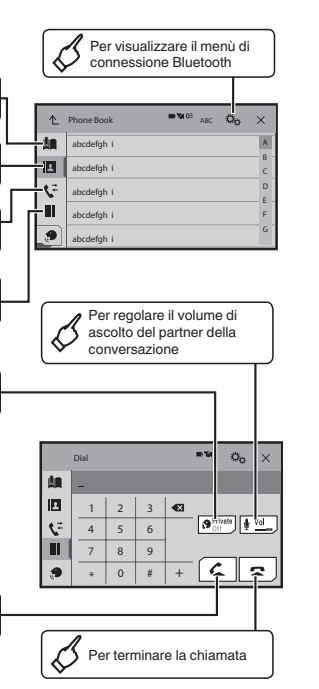 Per visualizzare il menù di
connessione Bluetooth
Phone Book
03 ABC
abcdefgh i
abcdefgh i
abcdefgh i
abcdefgh i
abcdefgh i
A
B
C
D
E
F
G
Per regolare il volume di
ascolto del partner della
conversazione
Dial
_
1 2 3
4 5 6
7 8 9
* 0 # +
Private
Off
Vol
Per terminare la chiamata